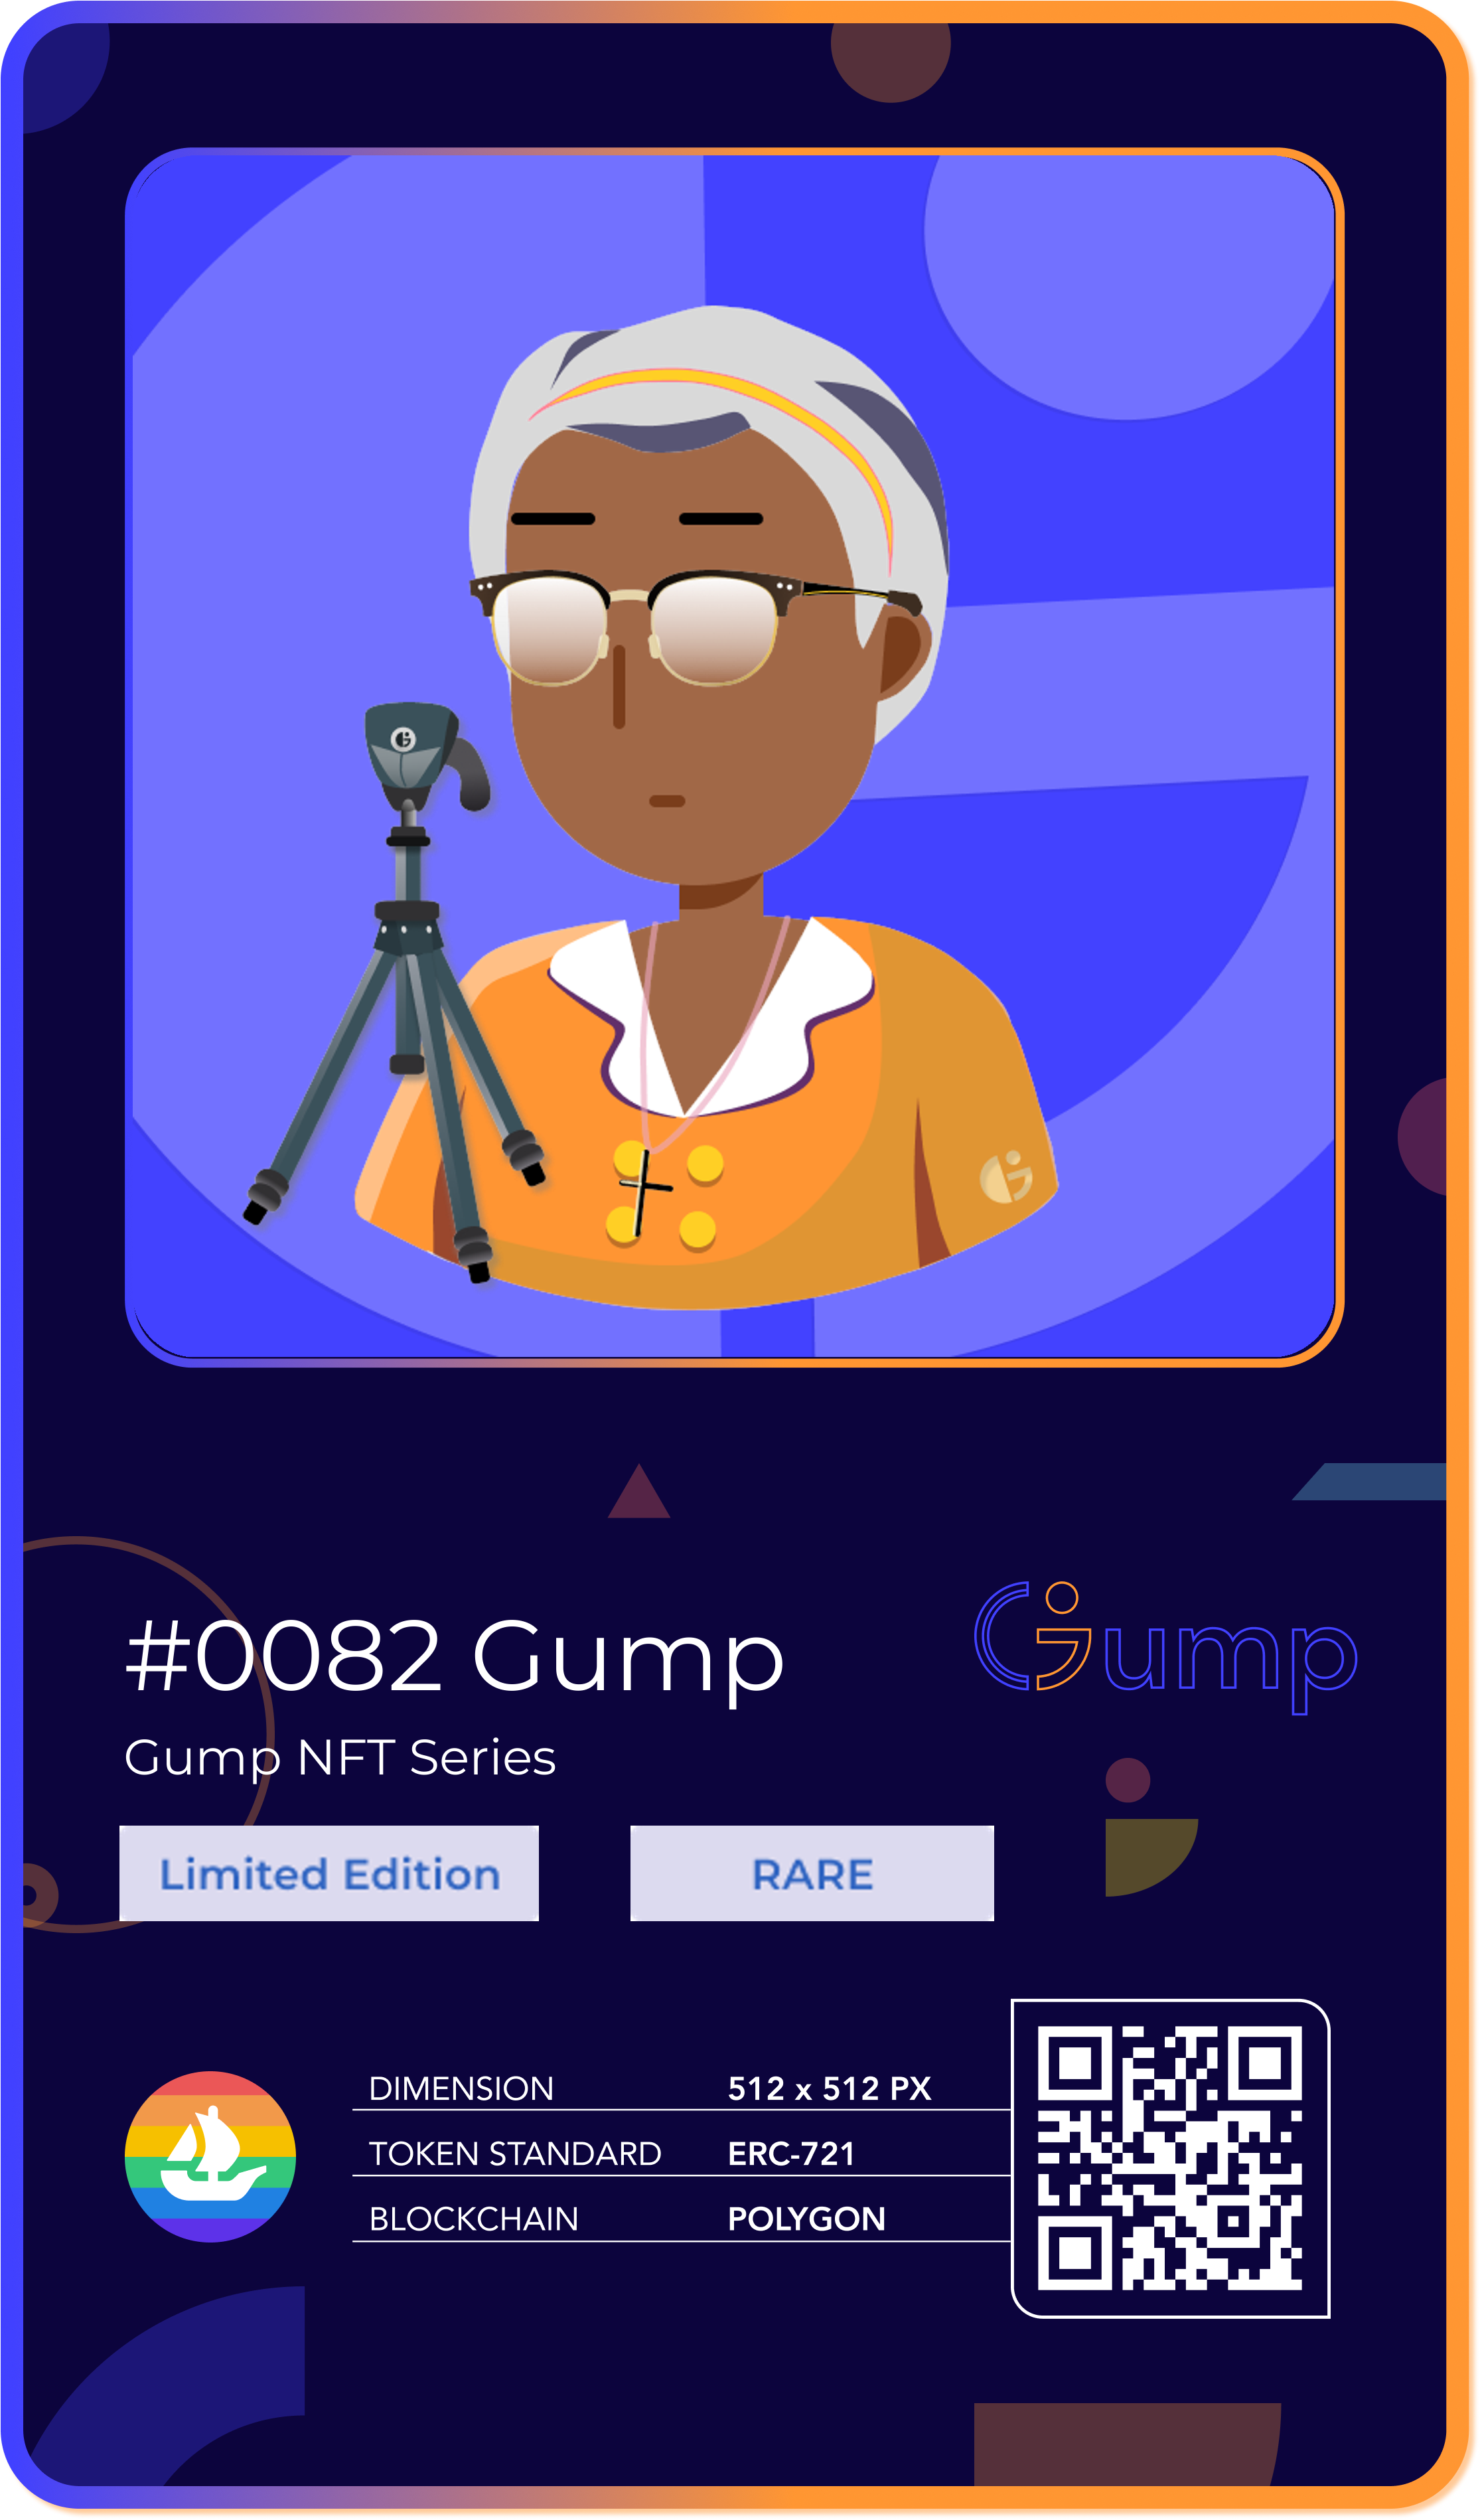 #0082 Gump
Gump
Gump NFT Series
Limited Edition
RARE
DIMENSION 512 x 512 PX
TOKEN STANDARD ERC-721
BLOCKCHAIN POLYGON